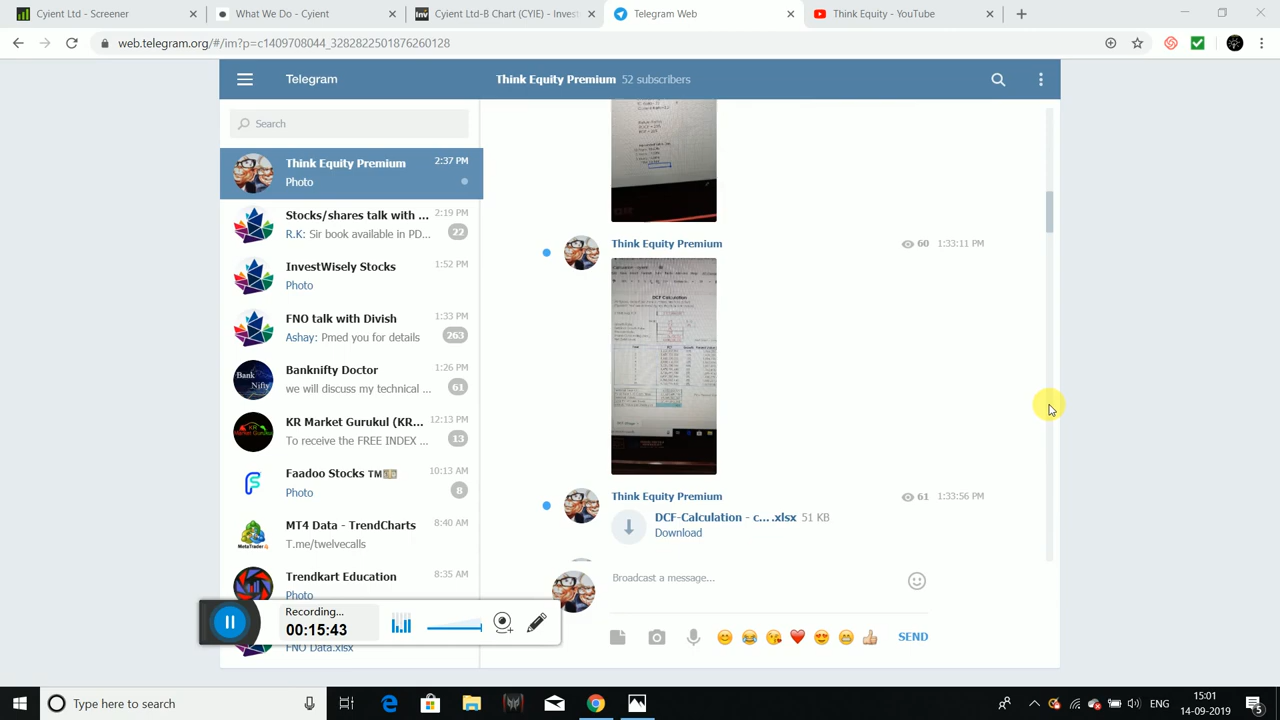 Cyient Ltd - Screener
What We Do - Cyient
Cyient Ltd-B Chart (CYIE) - Invest
Telegram Web
Think Equity - YouTube
web.telegram.org/#/im?p=c1409708044_3282822501876260128
Telegram
Think Equity Premium 52 subscribers
Search
Think Equity Premium 2:37 PM
Photo
Stocks/shares talk with ... 2:19 PM
R.K: Sir book available in PD... 22
InvestWisely Stocks 1:52 PM
Photo
FNO talk with Divish 1:33 PM
Ashay: Pmed you for details 263
Banknifty Doctor 1:26 PM
we will discuss my technical ... 61
KR Market Gurukul (KR... 12:13 PM
To receive the FREE INDEX ... 13
Faadoo Stocks TM 10:13 AM
Photo 8
MT4 Data - TrendCharts 8:40 AM
T.me/twelvecalls
Trendkart Education 8:35 AM
Photo
FNO Data.xlsx
Think Equity Premium 60 1:33:11 PM
DCF Calculation
Think Equity Premium 61 1:33:56 PM
DCF-Calculation - c... .xlsx 51 KB
Download
Broadcast a message...
SEND
Recording...
00:15:43
Type here to search
ENG
15:01
14-09-2019
5